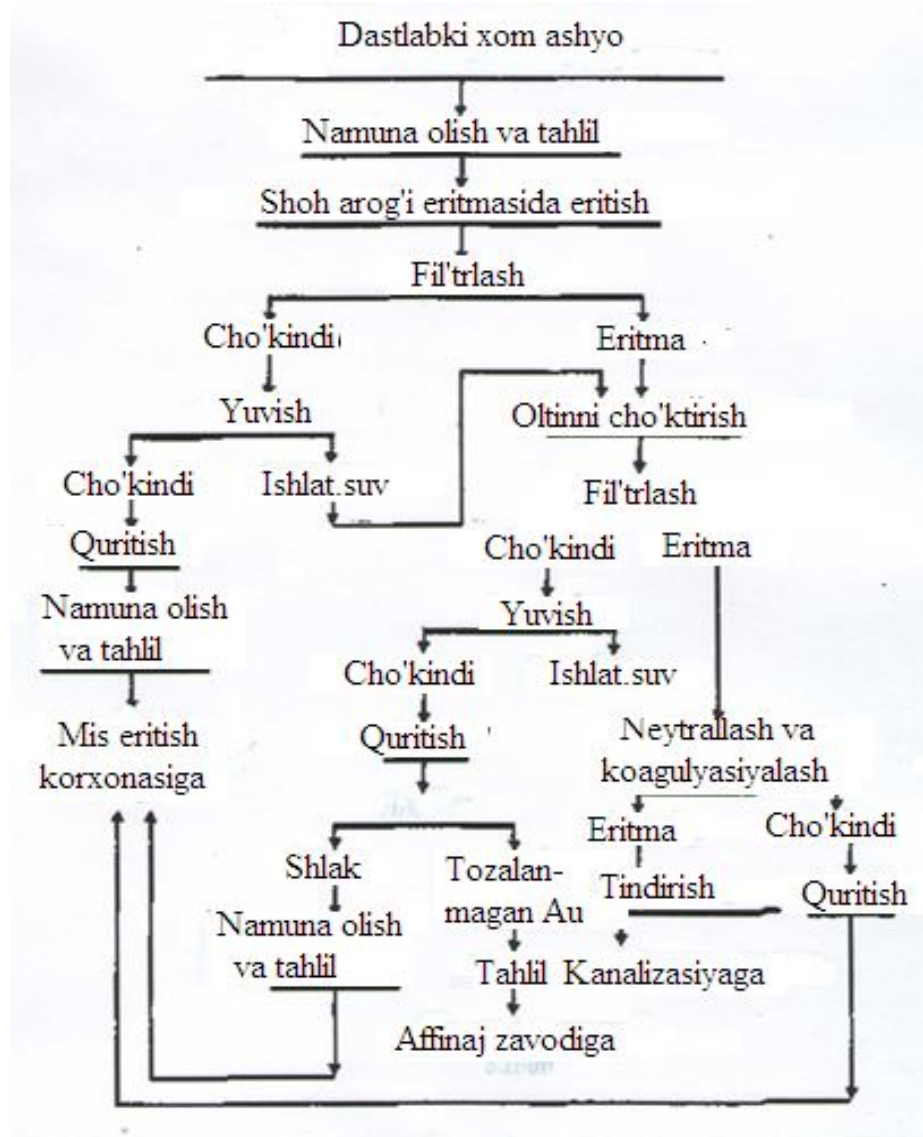 Dastlabki xom ashyo
Namuna olish va tahlil
Shoh arog'i eritmasida eritish
Fil'trlash
Cho'kindi
Eritma
Yuvish
Oltinni cho'ktirish
Cho'kindi
Ishlat.suv
Fil'trlash
Quritish
Cho'kindi
Eritma
Namuna olish
va tahlil
Yuvish
Cho'kindi
Ishlat.suv
Mis eritish
korxonasiga
Quritish
Neytrallash va
koagulyasiyalash
Eritma
Cho'kindi
Shlak
Tozalan-
magan Au
Tindirish
Quritish
Namuna olish
va tahlil
Tahlil
Kanalizasiyaga
Affinaj zavodiga